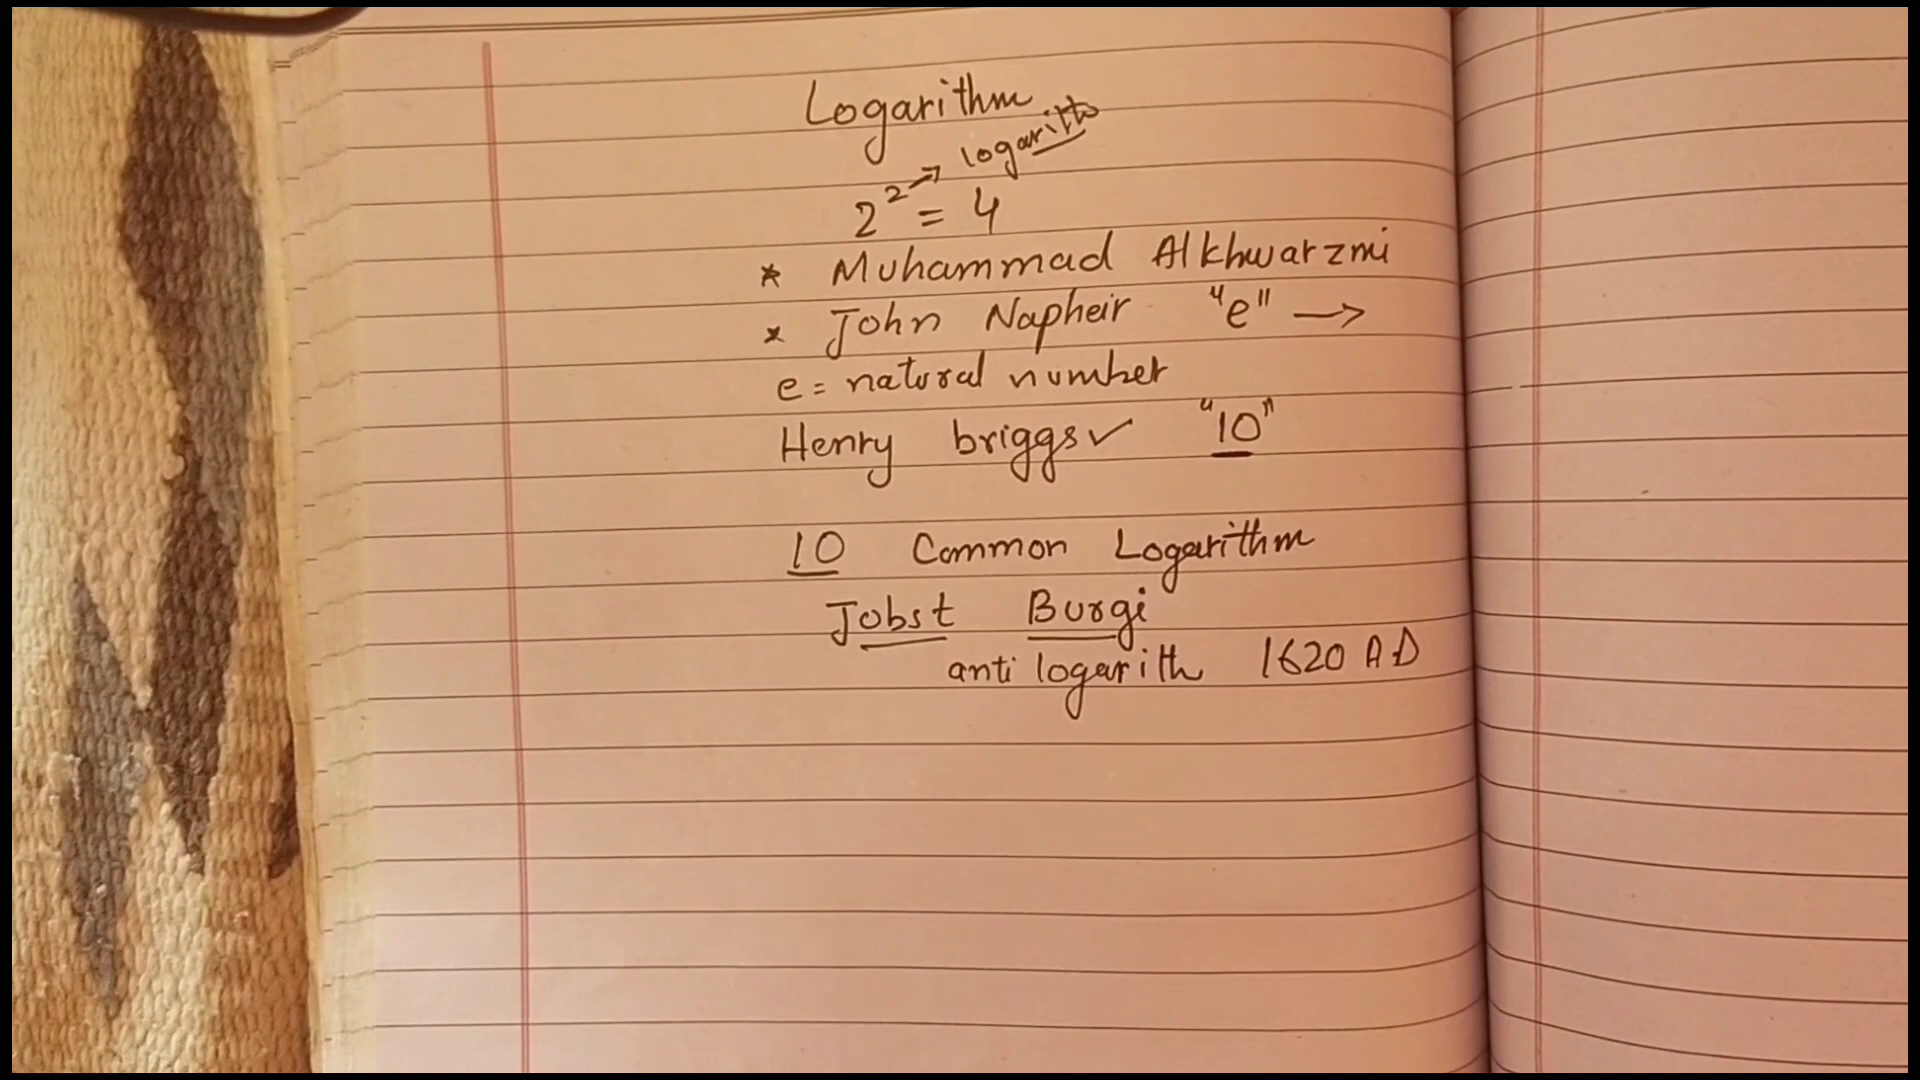 Logarithm
logarith
2² = 4
* Muhammad Alkhwarzmi
* John Napheir "e" →
e = natural number
Henry briggs ✓ "10"
10 Common Logarithm
Jobst Burgi
anti logarith 1620 AD